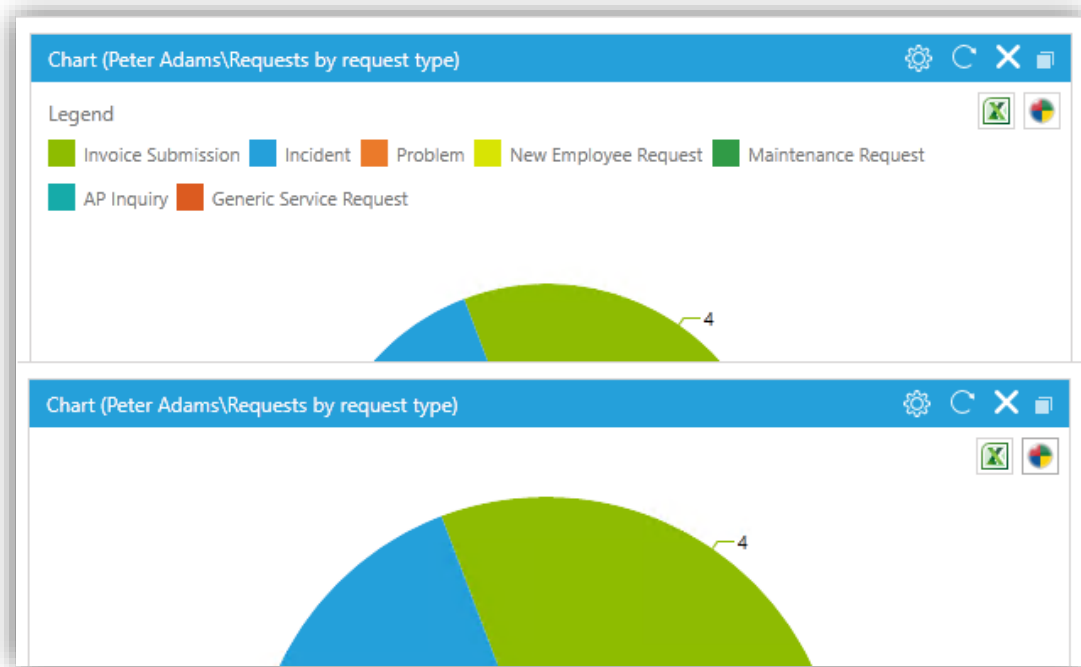 Chart (Peter Adams\Requests by request type)
Legend
Invoice Submission Incident Problem New Employee Request Maintenance Request
AP Inquiry Generic Service Request
4
Chart (Peter Adams\Requests by request type)
4